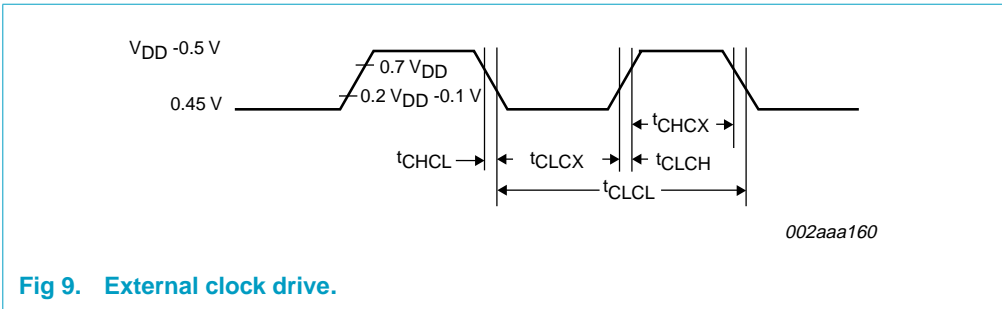 VDD -0.5 V
0.7 VDD
0.2 VDD -0.1 V
0.45 V
tCHCX
tCHCL
tCLCX
tCLCH
tCLCL
002aaa160
Fig 9. External clock drive.